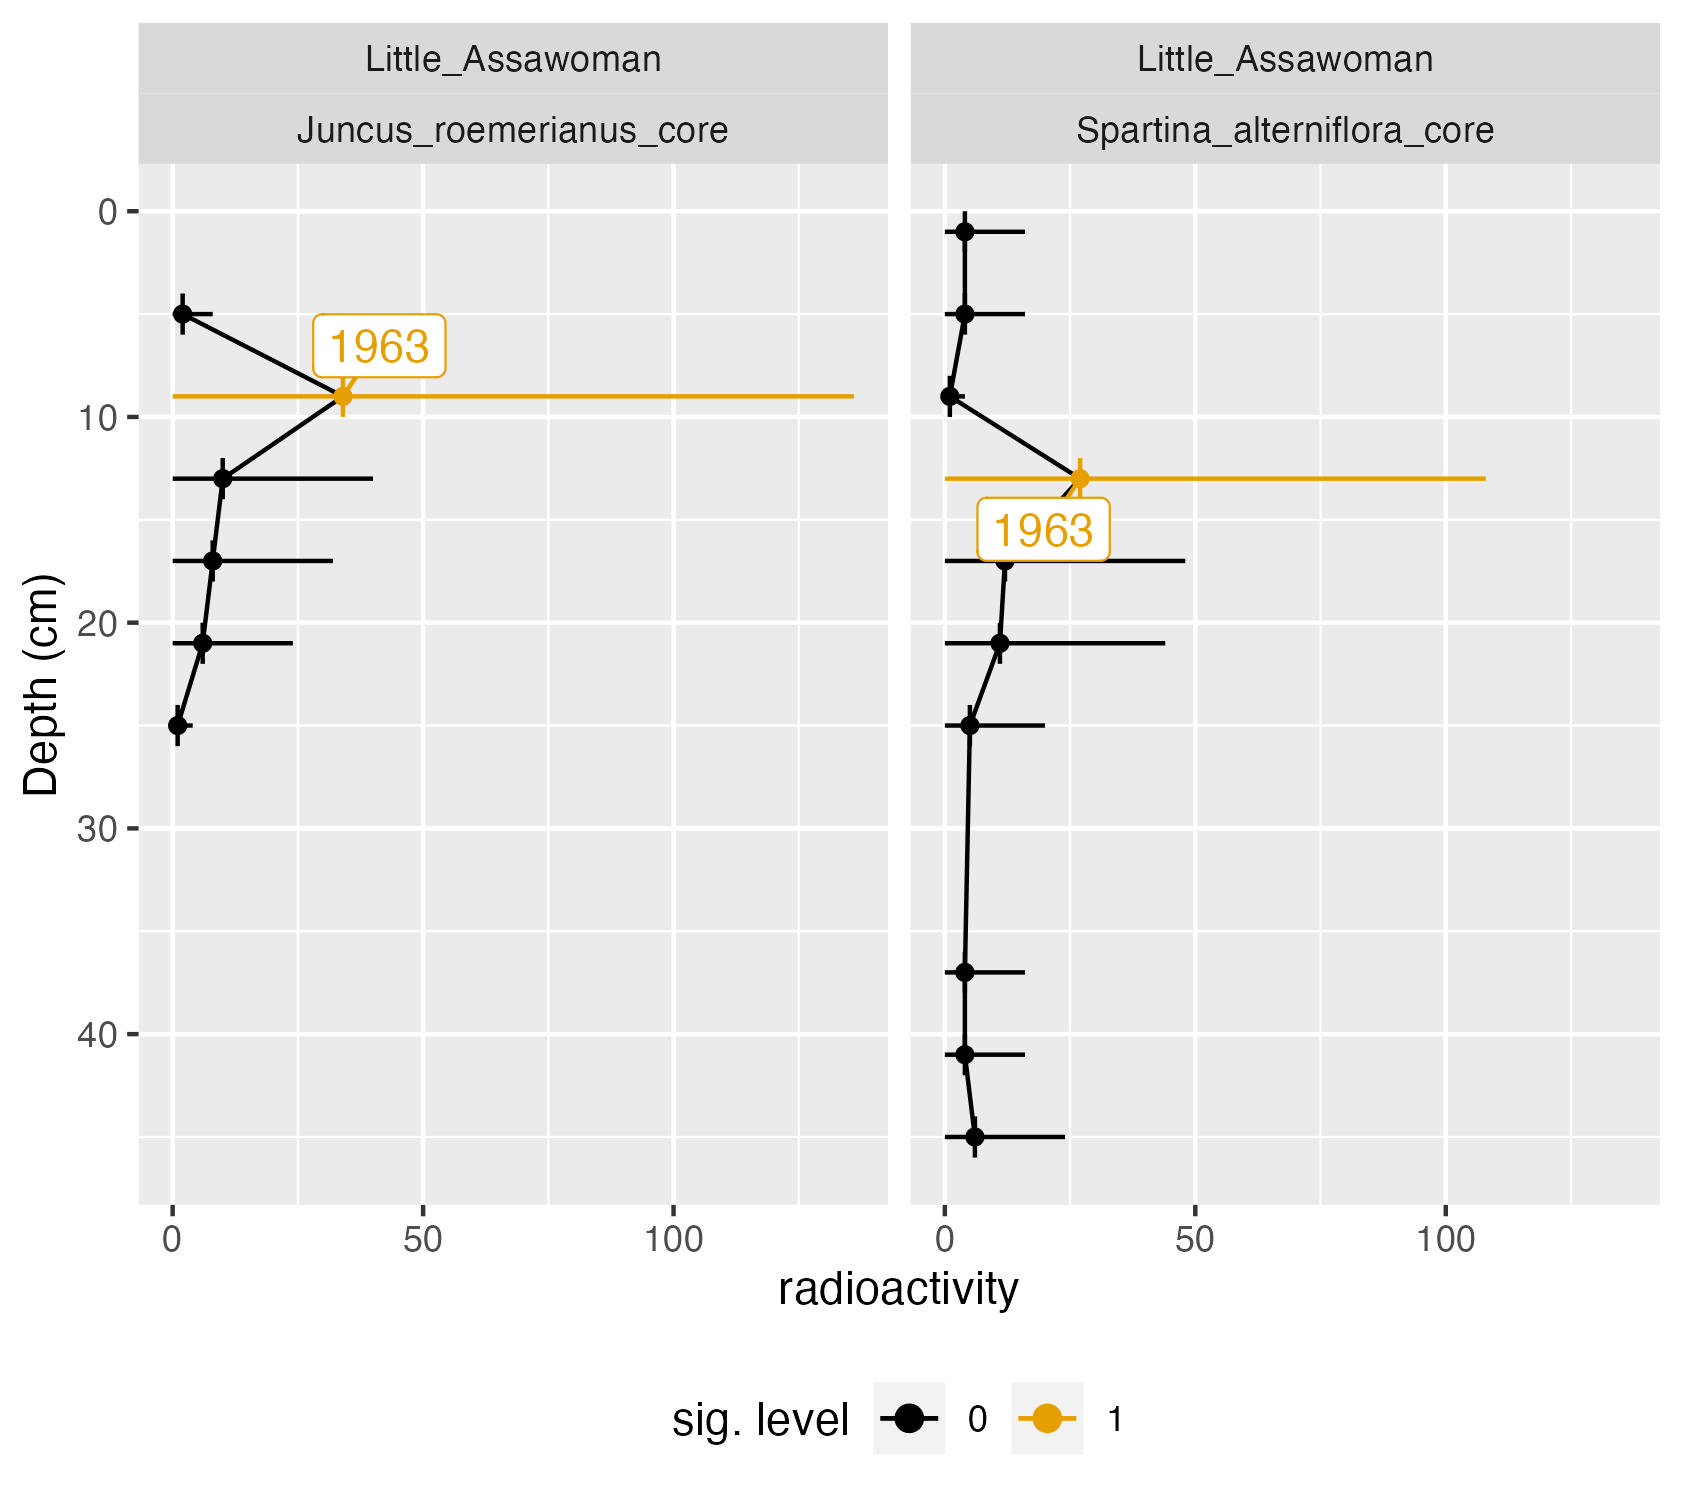 Little_Assawoman
Juncus_roemerianus_core
Little_Assawoman
Spartina_alterniflora_core
Depth (cm)
0
10
20
30
40
1963
1963
0 50 100
0 50 100
radioactivity
sig. level 0 1